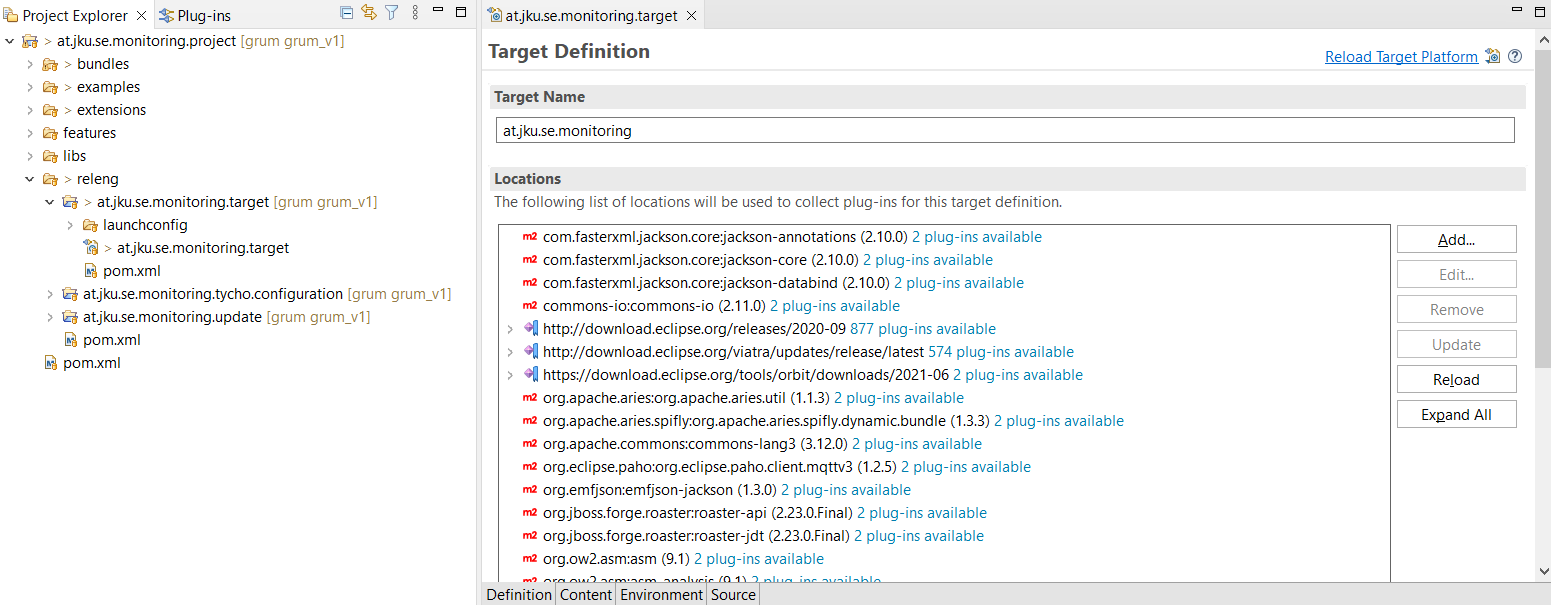 Project Explorer
Plug-ins
> at.jku.se.monitoring.project [grum grum_v1]
> bundles
> examples
> extensions
features
libs
> releng
> at.jku.se.monitoring.target [grum grum_v1]
launchconfig
> at.jku.se.monitoring.target
pom.xml
at.jku.se.monitoring.tycho.configuration [grum grum_v1]
at.jku.se.monitoring.update [grum grum_v1]
pom.xml
pom.xml
at.jku.se.monitoring.target
Target Definition
Reload Target Platform
Target Name
at.jku.se.monitoring
Locations
The following list of locations will be used to collect plug-ins for this target definition.
m2 com.fasterxml.jackson.core:jackson-annotations (2.10.0) 2 plug-ins available
m2 com.fasterxml.jackson.core:jackson-core (2.10.0) 2 plug-ins available
m2 com.fasterxml.jackson.core:jackson-databind (2.10.0) 2 plug-ins available
m2 commons-io:commons-io (2.11.0) 2 plug-ins available
http://download.eclipse.org/releases/2020-09 877 plug-ins available
http://download.eclipse.org/viatra/updates/release/latest 574 plug-ins available
https://download.eclipse.org/tools/orbit/downloads/2021-06 2 plug-ins available
m2 org.apache.aries:org.apache.aries.util (1.1.3) 2 plug-ins available
m2 org.apache.aries.spifly:org.apache.aries.spifly.dynamic.bundle (1.3.3) 2 plug-ins available
m2 org.apache.commons:commons-lang3 (3.12.0) 2 plug-ins available
m2 org.eclipse.paho:org.eclipse.paho.client.mqttv3 (1.2.5) 2 plug-ins available
m2 org.emfjson:emfjson-jackson (1.3.0) 2 plug-ins available
m2 org.jboss.forge.roaster:roaster-api (2.23.0.Final) 2 plug-ins available
m2 org.jboss.forge.roaster:roaster-jdt (2.23.0.Final) 2 plug-ins available
m2 org.ow2.asm:asm (9.1) 2 plug-ins available
m2 org.ow2.asm:asm-analysis (9.1) 2 plug-ins available
Add...
Edit...
Remove
Update
Reload
Expand All
Definition
Content
Environment
Source